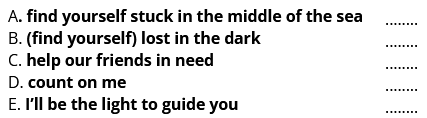 A. find yourself stuck in the middle of the sea ........
B. (find yourself) lost in the dark ........
C. help our friends in need ........
D. count on me ........
E. I'll be the light to guide you ........